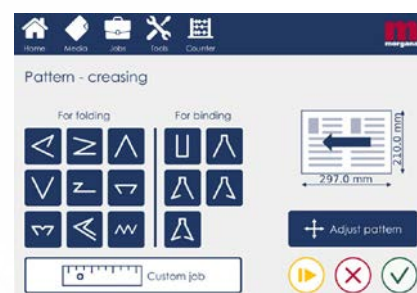 Home Media Jobs Tools Counter
morgana
Pattern - creasing
For folding For binding
210.0 mm
297.0 mm
Adjust pattern
Custom job